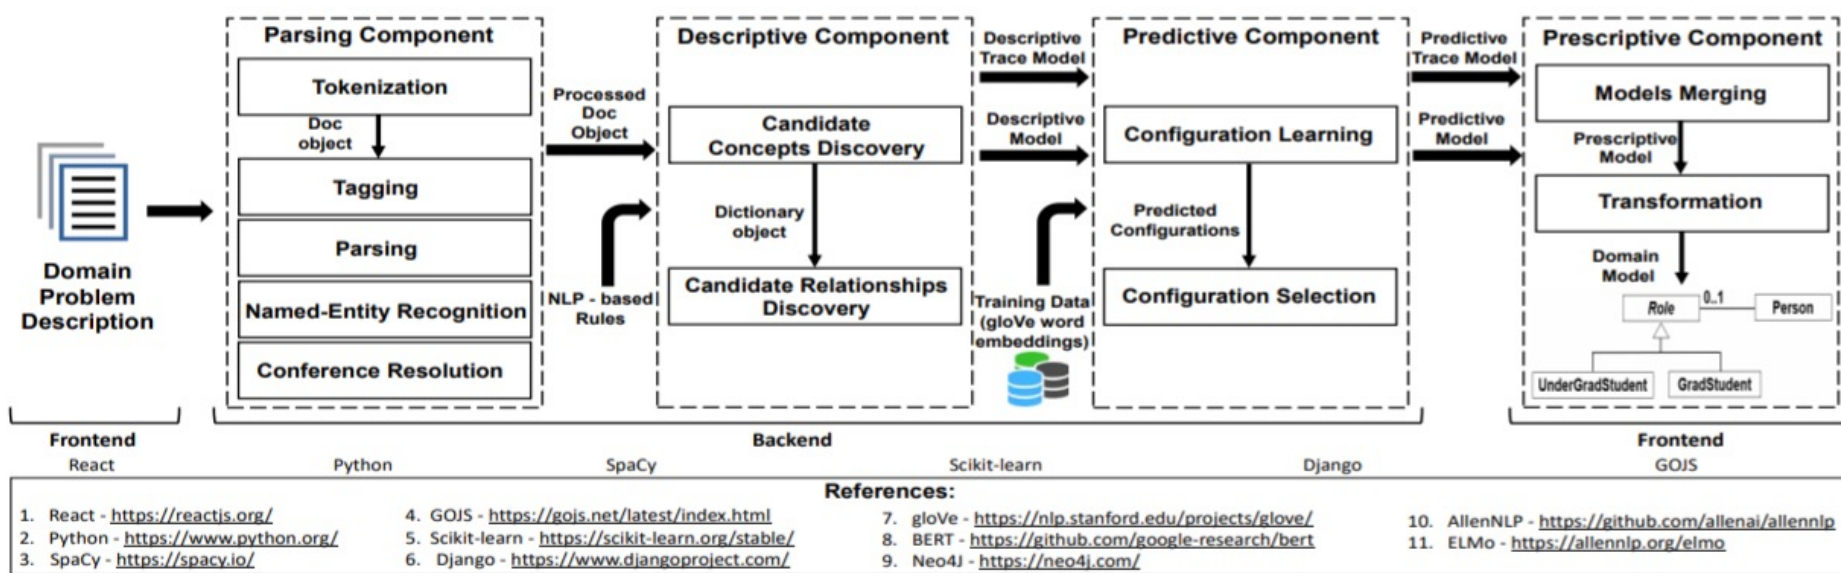 Domain
Problem
Description
Parsing Component
Tokenization
Doc
object
Tagging
Parsing
Named-Entity Recognition
Conference Resolution
Processed
Doc
Object
NLP - based
Rules
Descriptive Component
Candidate
Concepts Discovery
Dictionary
object
Candidate Relationships
Discovery
Descriptive
Trace Model
Descriptive
Model
Training Data
(gloVe word
embeddings)
Predictive Component
Configuration Learning
Predicted
Configurations
Configuration Selection
Predictive
Trace Model
Predictive
Model
Prescriptive Component
Models Merging
Prescriptive
Model
Transformation
Domain
Model
Role
0..1
Person
UnderGradStudent
GradStudent
Frontend
Backend
Frontend
React
Python
SpaCy
Scikit-learn
Django
GOJS
References:
1. React - https://reactjs.org/
2. Python - https://www.python.org/
3. SpaCy - https://spacy.io/
4. GOJS - https://gojs.net/latest/index.html
5. Scikit-learn - https://scikit-learn.org/stable/
6. Django - https://www.djangoproject.com/
7. gloVe - https://nlp.stanford.edu/projects/glove/
8. BERT - https://github.com/google-research/bert
9. Neo4J - https://neo4j.com/
10. AllenNLP - https://github.com/allenai/allennlp
11. ELMo - https://allennlp.org/elmo